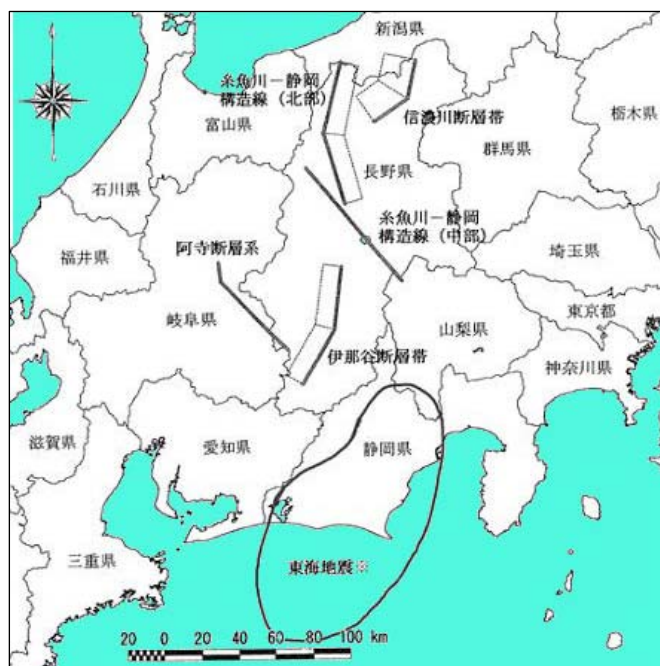 新潟県
糸魚川－静岡
構造線（北部）
富山県
信濃川断層帯
栃木県
群馬県
石川県
長野県
糸魚川－静岡
構造線（中部）
福井県
阿寺断層系
埼玉県
岐阜県
東京都
山梨県
伊那谷断層帯
神奈川県
滋賀県
愛知県
静岡県
三重県
東海地震※
20 0 20 40 60 80 100 km